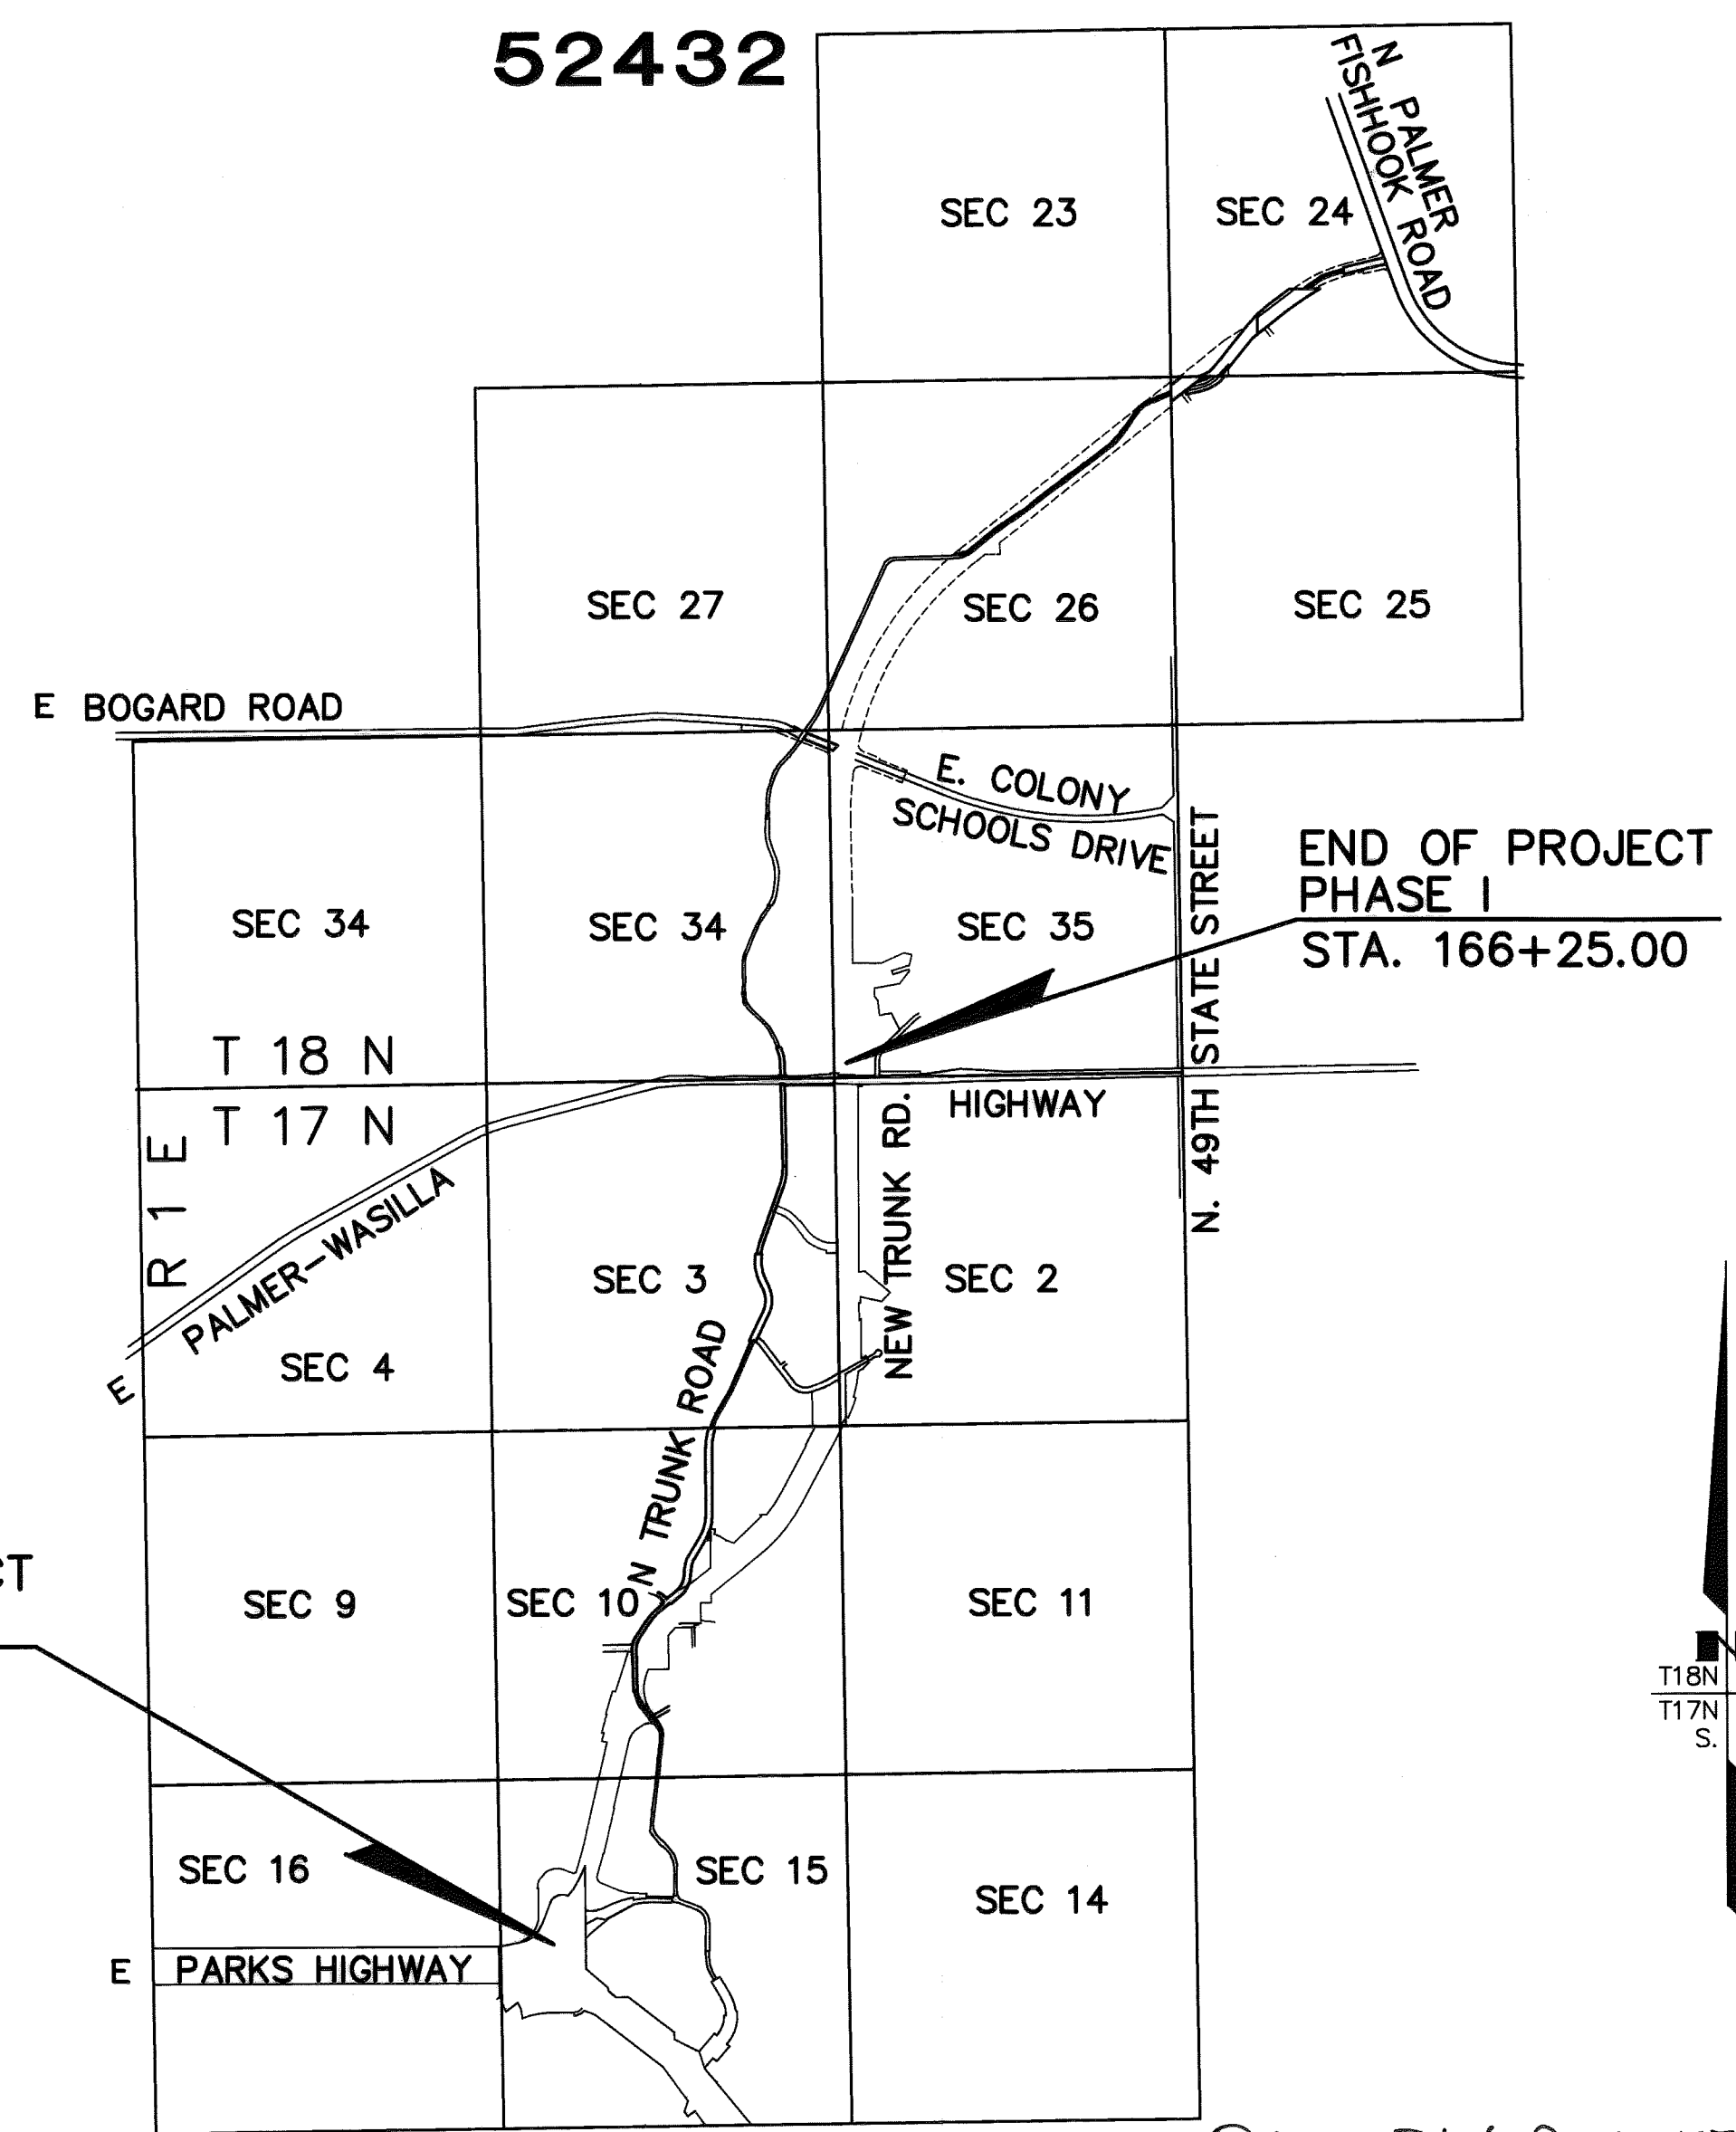 52432
N PALMER
FISHHOOK ROAD
SEC 23
SEC 24
SEC 27
SEC 26
SEC 25
E BOGARD ROAD
E. COLONY
SCHOOLS DRIVE
END OF PROJECT
PHASE I
STA. 166+25.00
SEC 34
SEC 34
SEC 35
N. 49TH STATE STREET
T 18 N
T 17 N
R 1 E
HIGHWAY
E PALMER-WASILLA
NEW TRUNK RD.
SEC 3
SEC 2
SEC 4
N TRUNK ROAD
CT
SEC 9
SEC 10
SEC 11
T18N
T17N
S.
SEC 16
SEC 15
SEC 14
E PARKS HIGHWAY